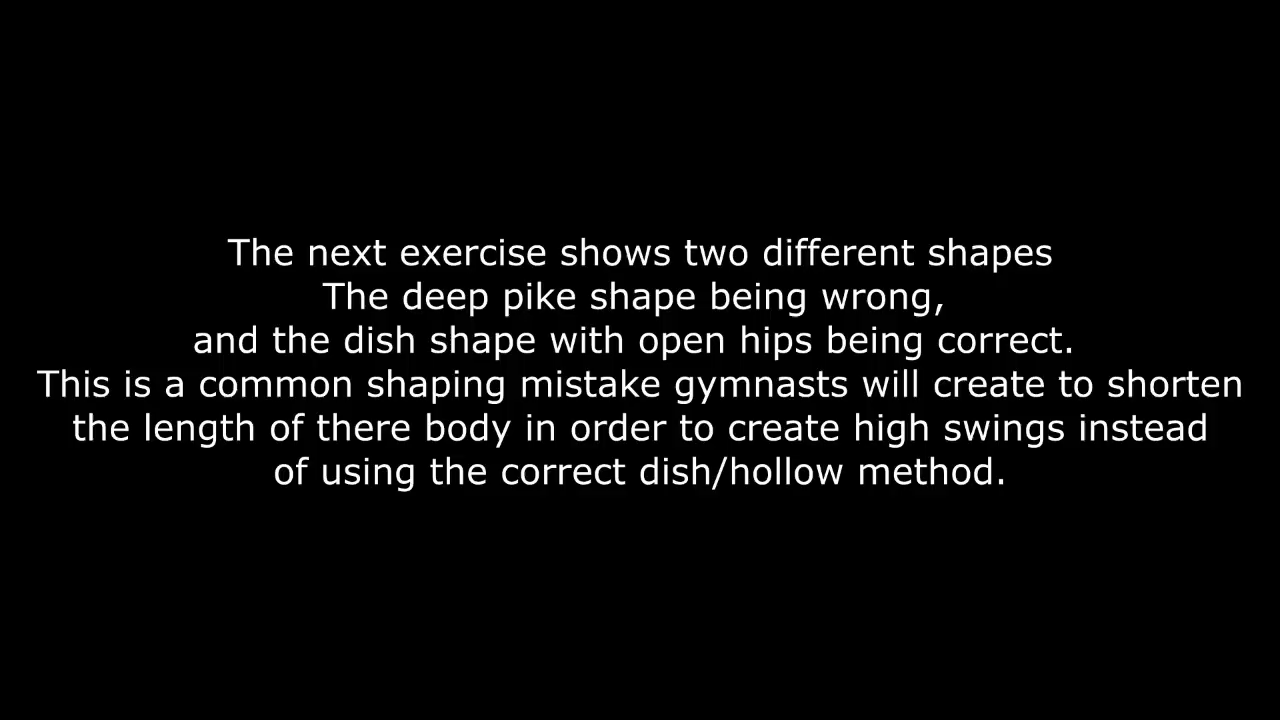 The next exercise shows two different shapes
The deep pike shape being wrong,
and the dish shape with open hips being correct.
This is a common shaping mistake gymnasts will create to shorten
the length of there body in order to create high swings instead
of using the correct dish/hollow method.